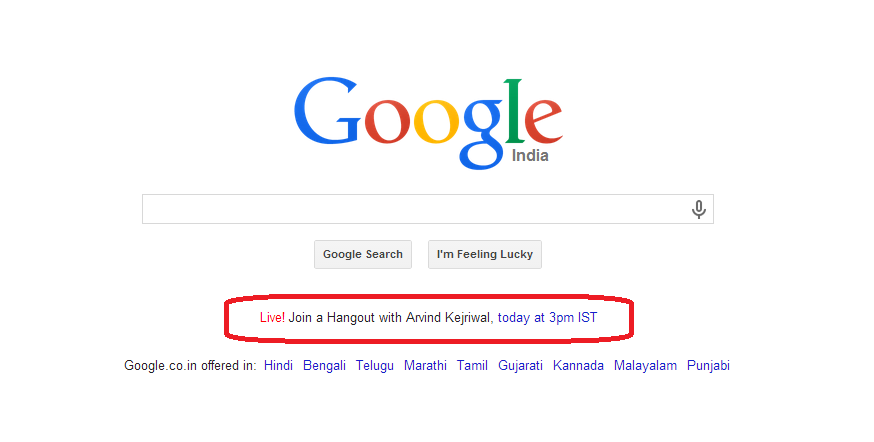 Google
India
Google Search I'm Feeling Lucky
Live! Join a Hangout with Arvind Kejriwal, today at 3pm IST
Google.co.in offered in: Hindi Bengali Telugu Marathi Tamil Gujarati Kannada Malayalam Punjabi